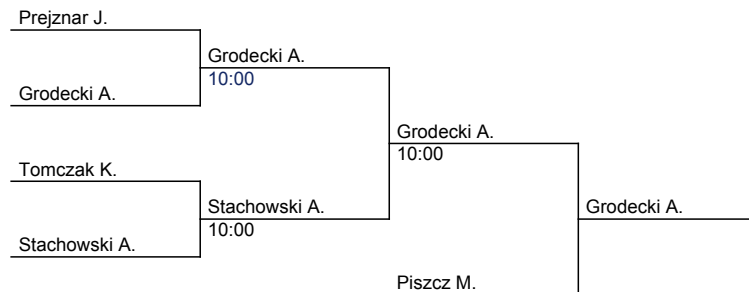 Prejznar J.
Grodecki A.
10:00
Grodecki A.
Grodecki A.
10:00
Tomczak K.
Stachowski A.
Grodecki A.
10:00
Stachowski A.
Piszcz M.